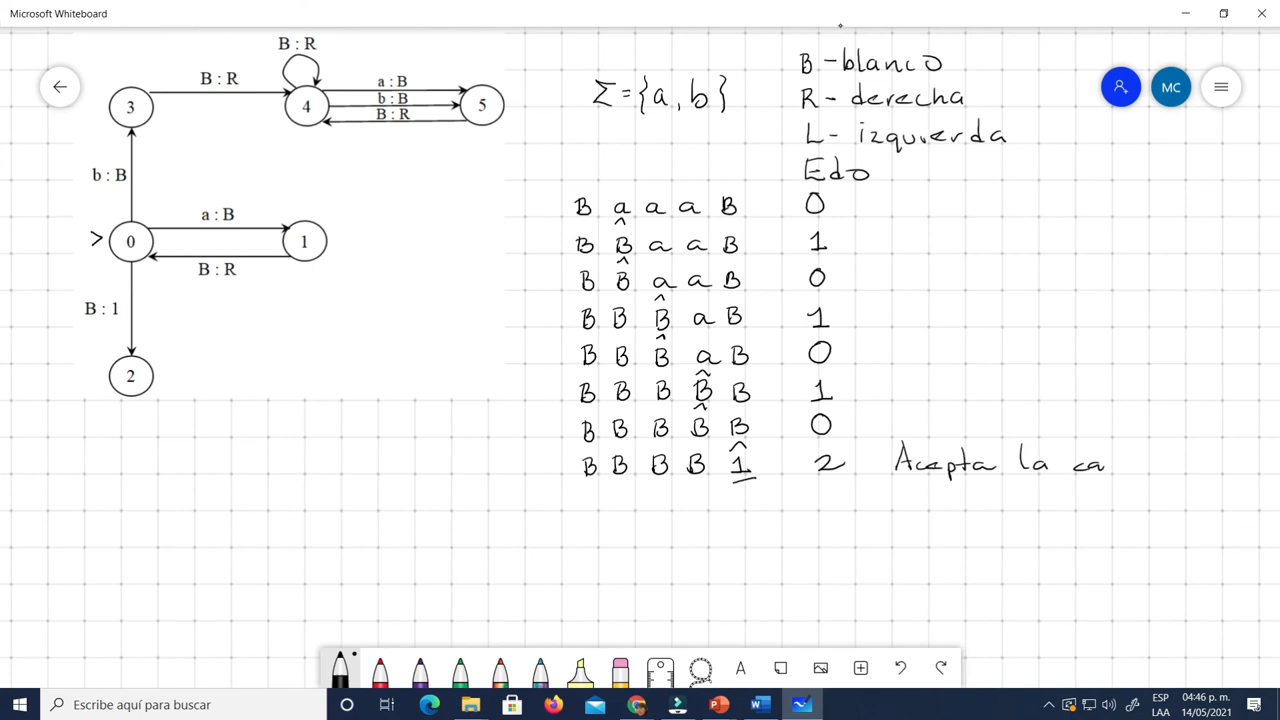 Microsoft Whiteboard
B : R
B : R
a : B
b : B
B : R
3
4
5
b : B
a : B
> 0
1
B : R
B : 1
2
Σ = {a, b}
B - blanco
R - derecha
L - izquierda
Edo
B a a a B 0
^
B B a a B 1
^
B B a a B 0
^
B B B a B 1
^
B B B a B 0
^
B B B B B 1
^
B B B B B 0
^
B B B B 1 2 Acepta la ca
MC
A
Escribe aquí para buscar
ESP
LAA
04:46 p. m.
14/05/2021